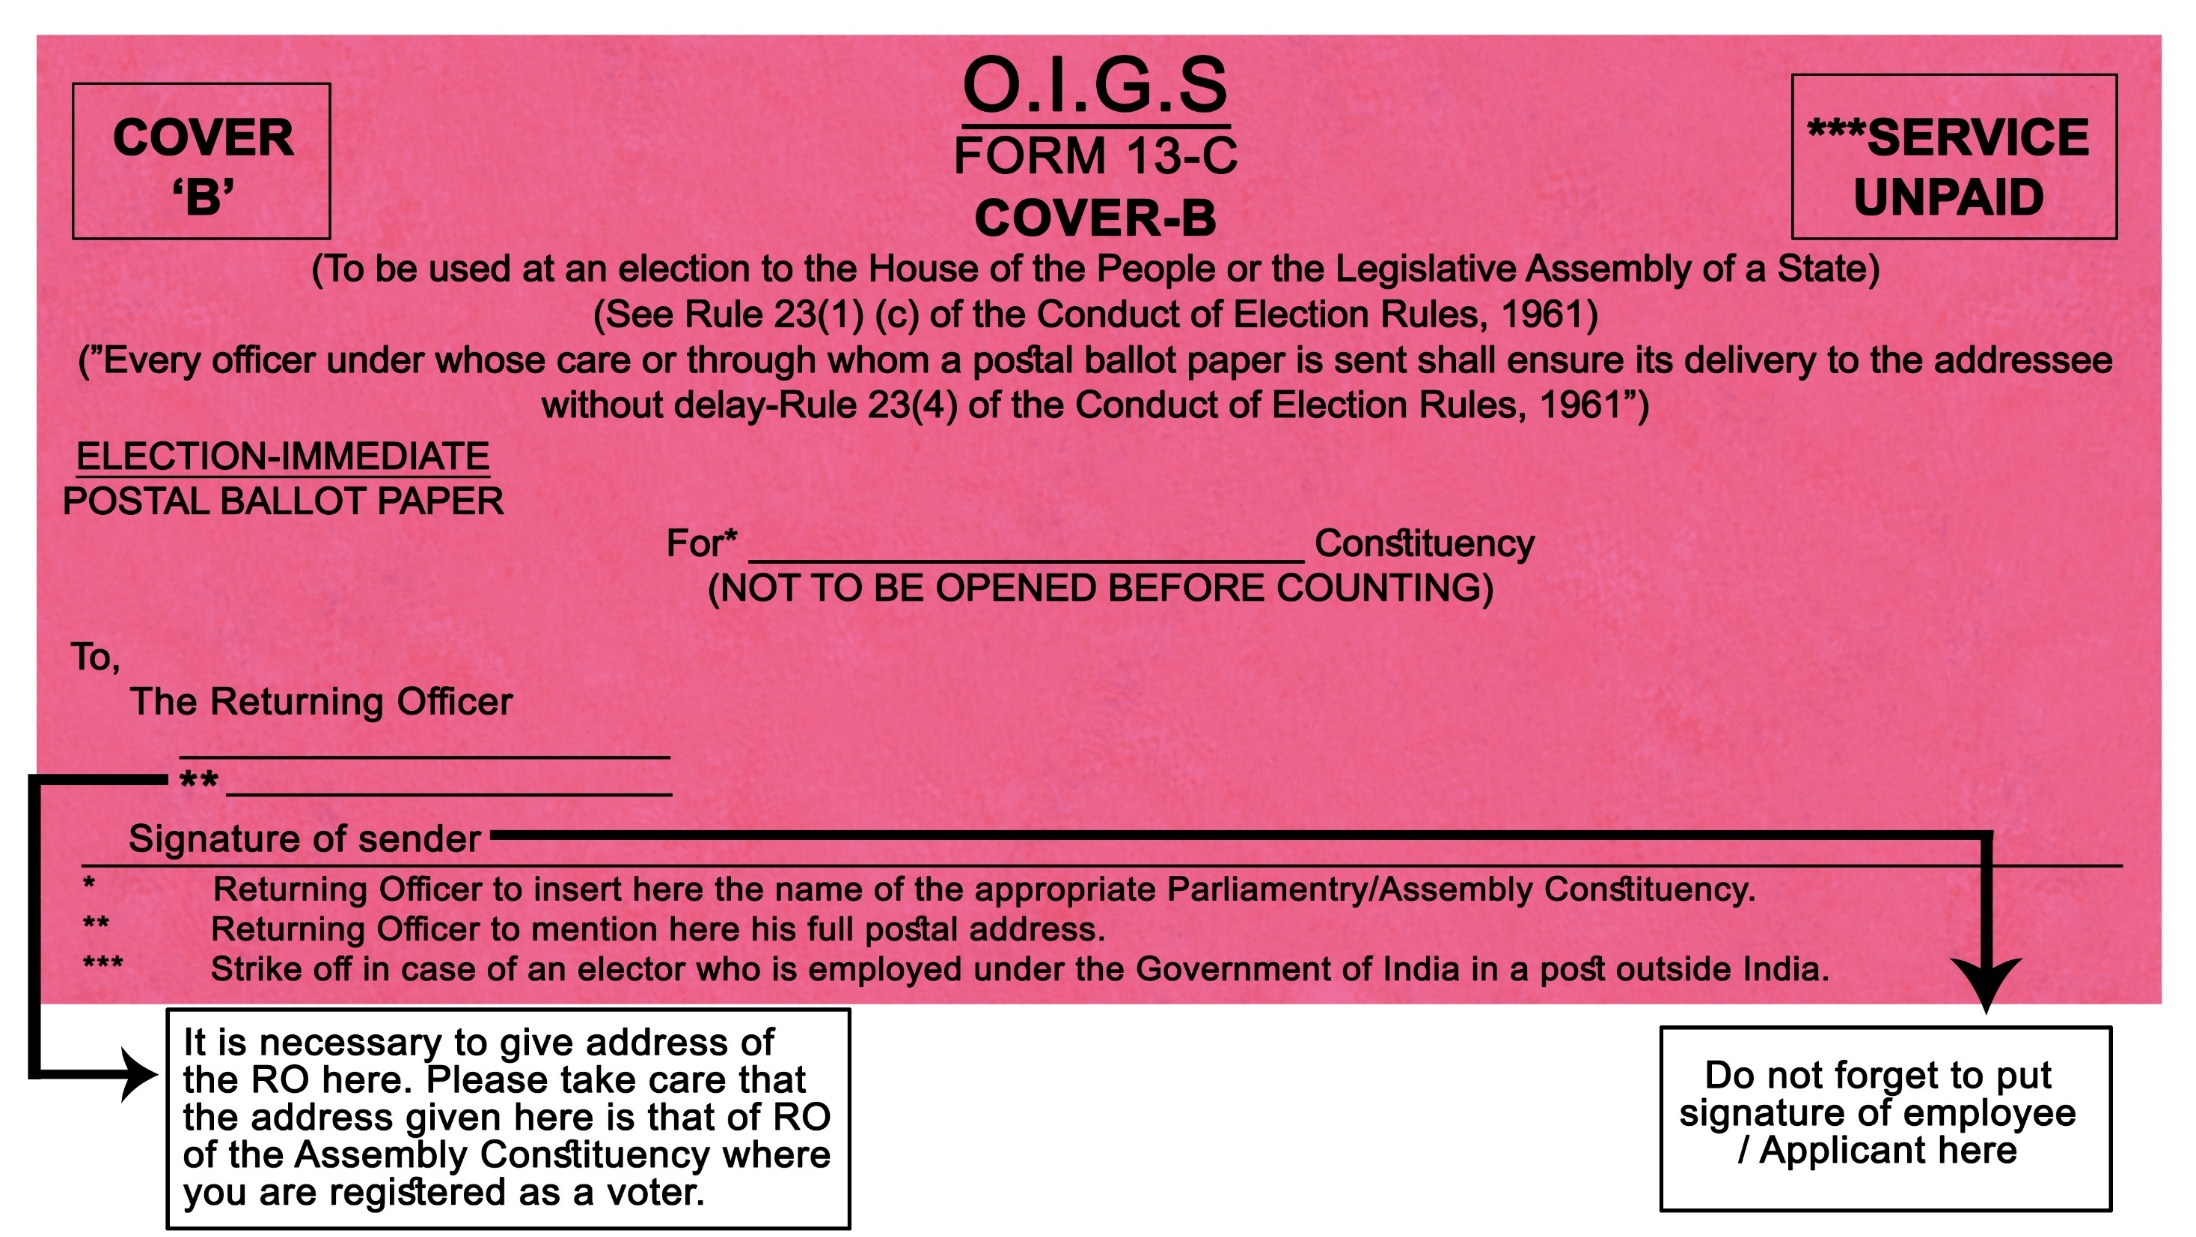 COVER
‘B’
O.I.G.S
FORM 13-C
COVER-B
***SERVICE
UNPAID
(To be used at an election to the House of the People or the Legislative Assembly of a State)
(See Rule 23(1) (c) of the Conduct of Election Rules, 1961)
(”Every officer under whose care or through whom a postal ballot paper is sent shall ensure its delivery to the addressee
without delay-Rule 23(4) of the Conduct of Election Rules, 1961”)
ELECTION-IMMEDIATE
POSTAL BALLOT PAPER
For* ____________________ Constituency
(NOT TO BE OPENED BEFORE COUNTING)
To,
The Returning Officer
**
Signature of sender
* Returning Officer to insert here the name of the appropriate Parliamentry/Assembly Constituency.
** Returning Officer to mention here his full postal address.
*** Strike off in case of an elector who is employed under the Government of India in a post outside India.
It is necessary to give address of
the RO here. Please take care that
the address given here is that of RO
of the Assembly Constituency where
you are registered as a voter.
Do not forget to put
signature of employee
/ Applicant here